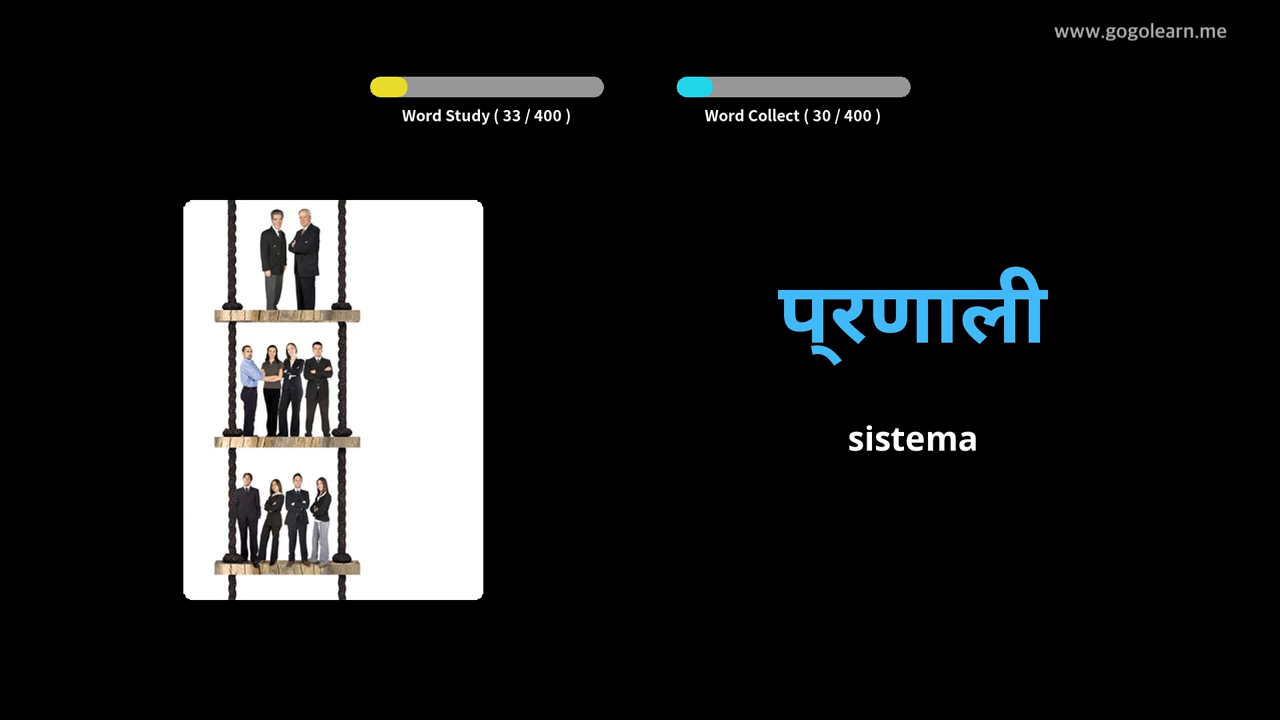 www.gogolearn.me
Word Study ( 33 / 400 )
Word Collect ( 30 / 400 )
प्रणाली
sistema